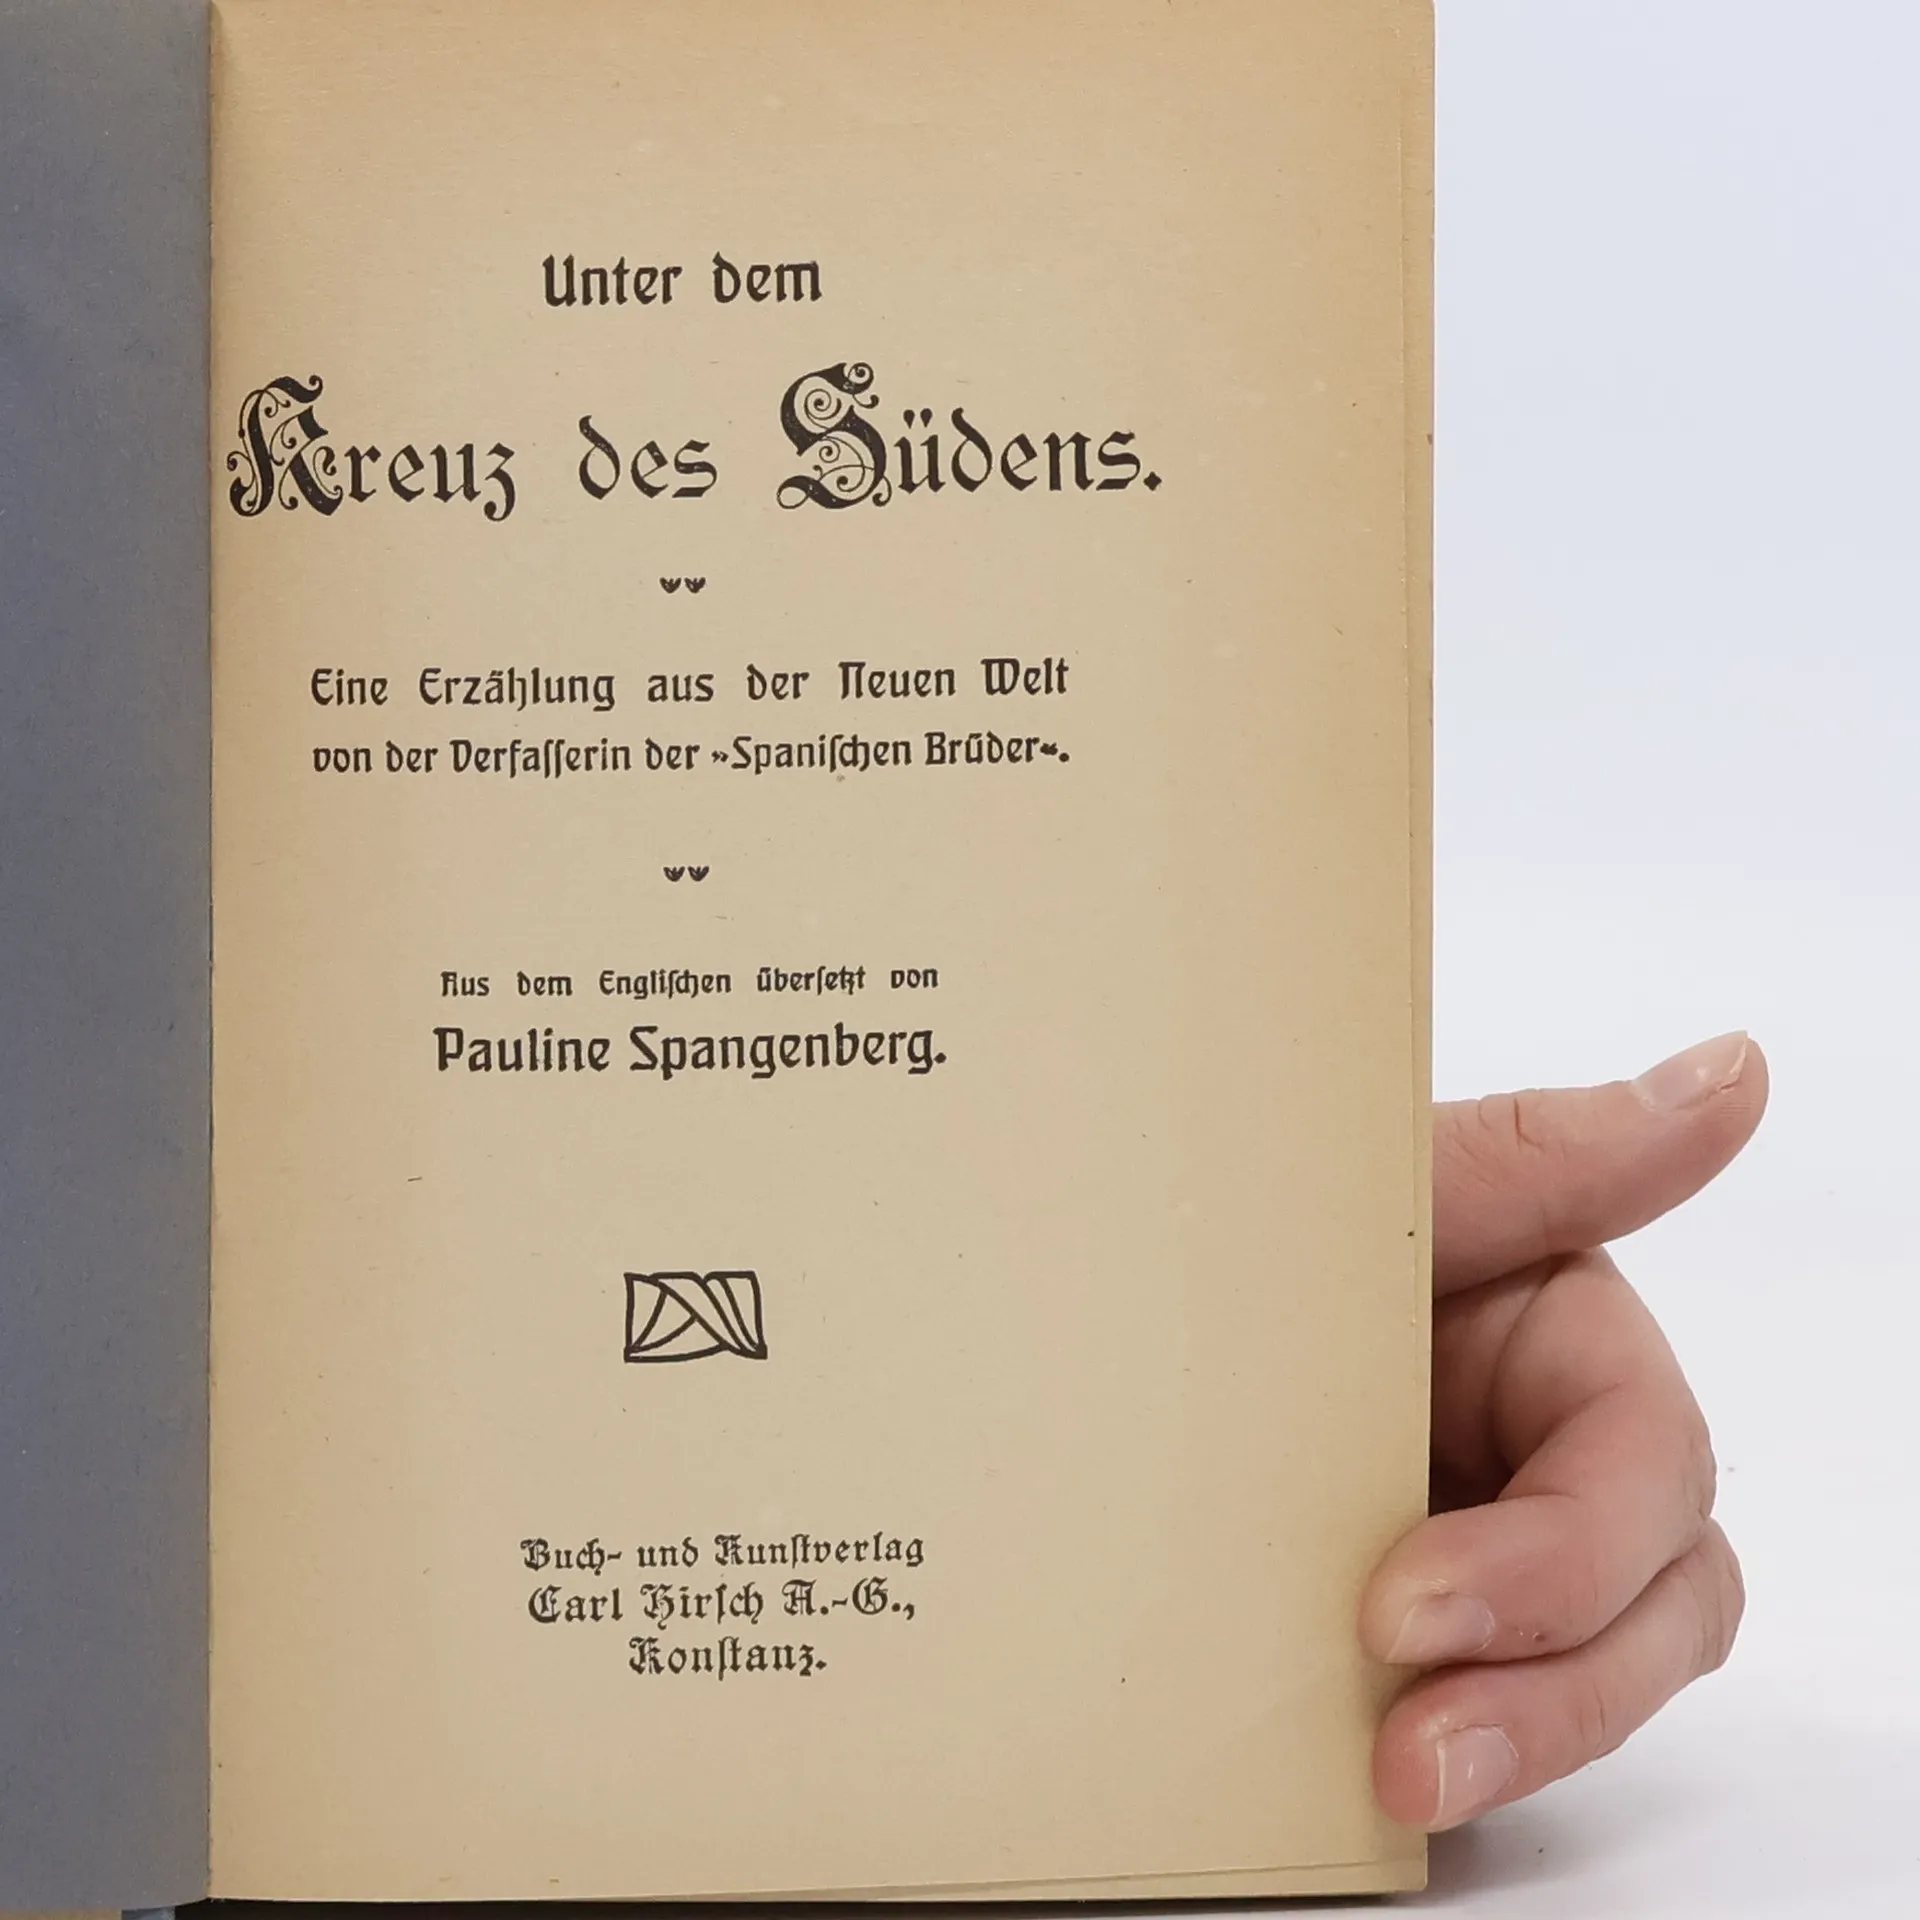 Unter dem
Kreuz des Südens.
Eine Erzählung aus der Neuen Welt
von der Verfaſſerin der »Spaniſchen Brüder«.
Aus dem Engliſchen überſetzt von
Pauline Spangenberg.
Buch- und Kunſtverlag
Carl Hirſch A.-G.,
Konſtanz.